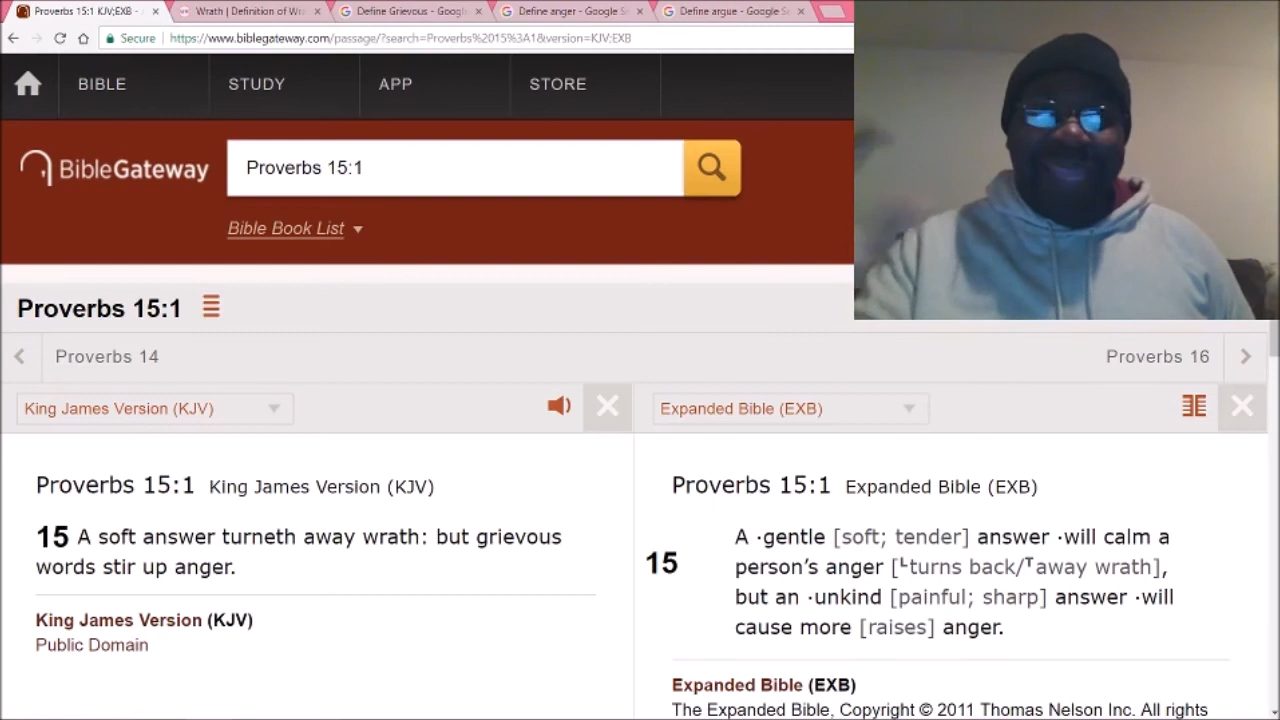 Proverbs 15:1 KJV;EXB -
Wrath | Definition of Wr
Define Grievous - Googl
Define anger - Google S
Define argue - Google S
Secure
https://www.biblegateway.com/passage/?search=Proverbs%2015%3A1&version=KJV;EXB
BIBLE
STUDY
APP
STORE
BibleGateway
Proverbs 15:1
Bible Book List
Proverbs 15:1
Proverbs 14
Proverbs 16
King James Version (KJV)
Expanded Bible (EXB)
Proverbs 15:1 King James Version (KJV)
15 A soft answer turneth away wrath: but grievous
words stir up anger.
King James Version (KJV)
Public Domain
Proverbs 15:1 Expanded Bible (EXB)
15 A ·gentle [soft; tender] answer ·will calm a
person’s anger [ᴸturns back/ᵀaway wrath],
but an ·unkind [painful; sharp] answer ·will
cause more [raises] anger.
Expanded Bible (EXB)
The Expanded Bible, Copyright © 2011 Thomas Nelson Inc. All rights